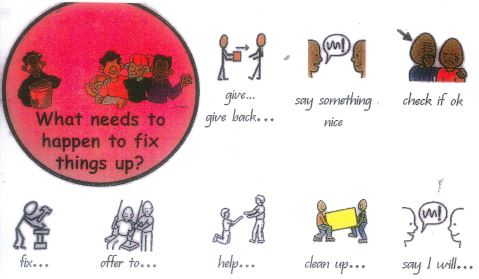 What needs to
happen to fix
things up?
give...
give back...
say something
nice
check if ok
fix...
offer to...
help...
clean up...
say I will...